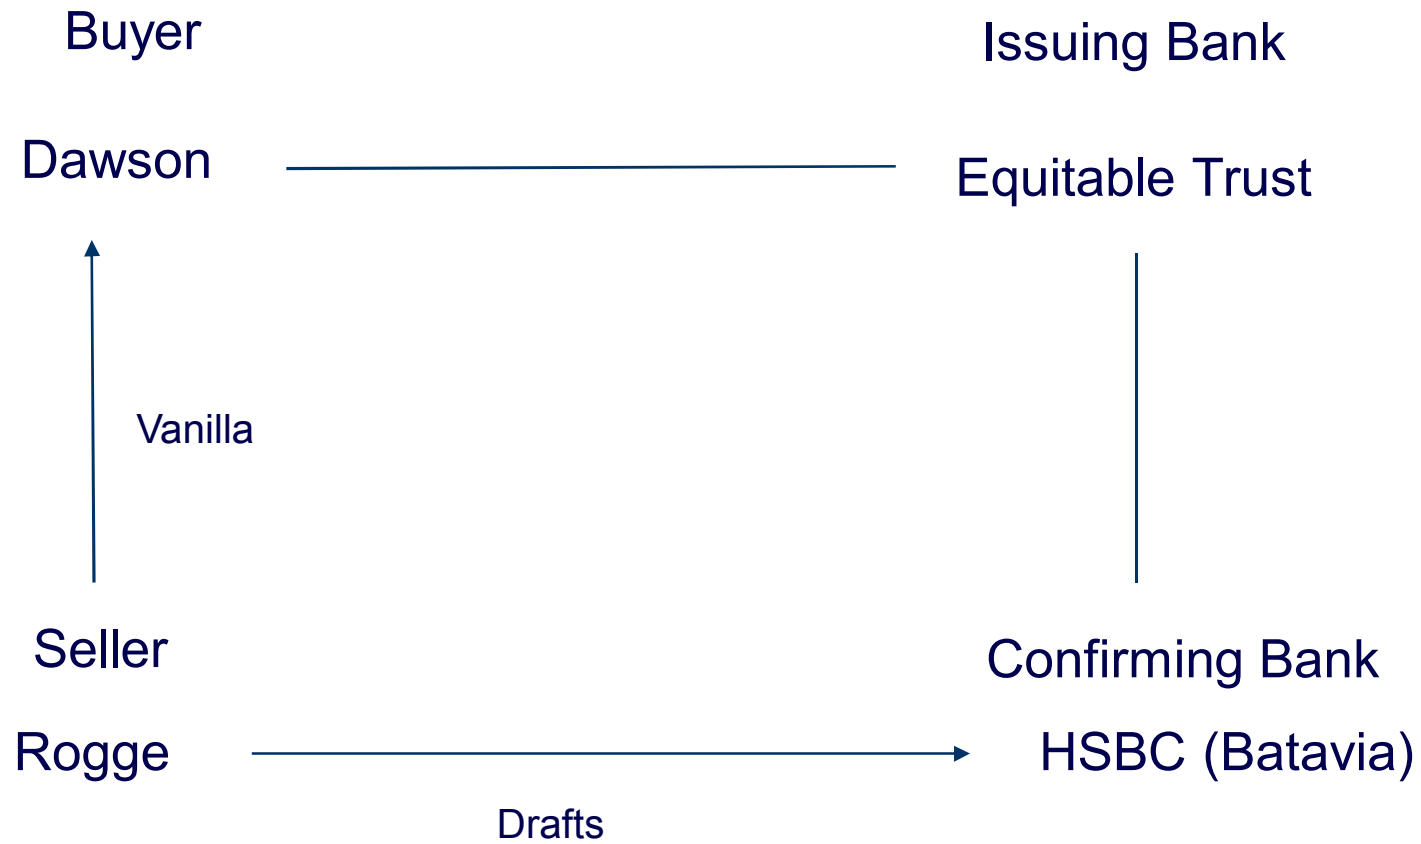 Buyer
Issuing Bank
Dawson
Equitable Trust
Vanilla
Seller
Confirming Bank
Rogge
HSBC (Batavia)
Drafts